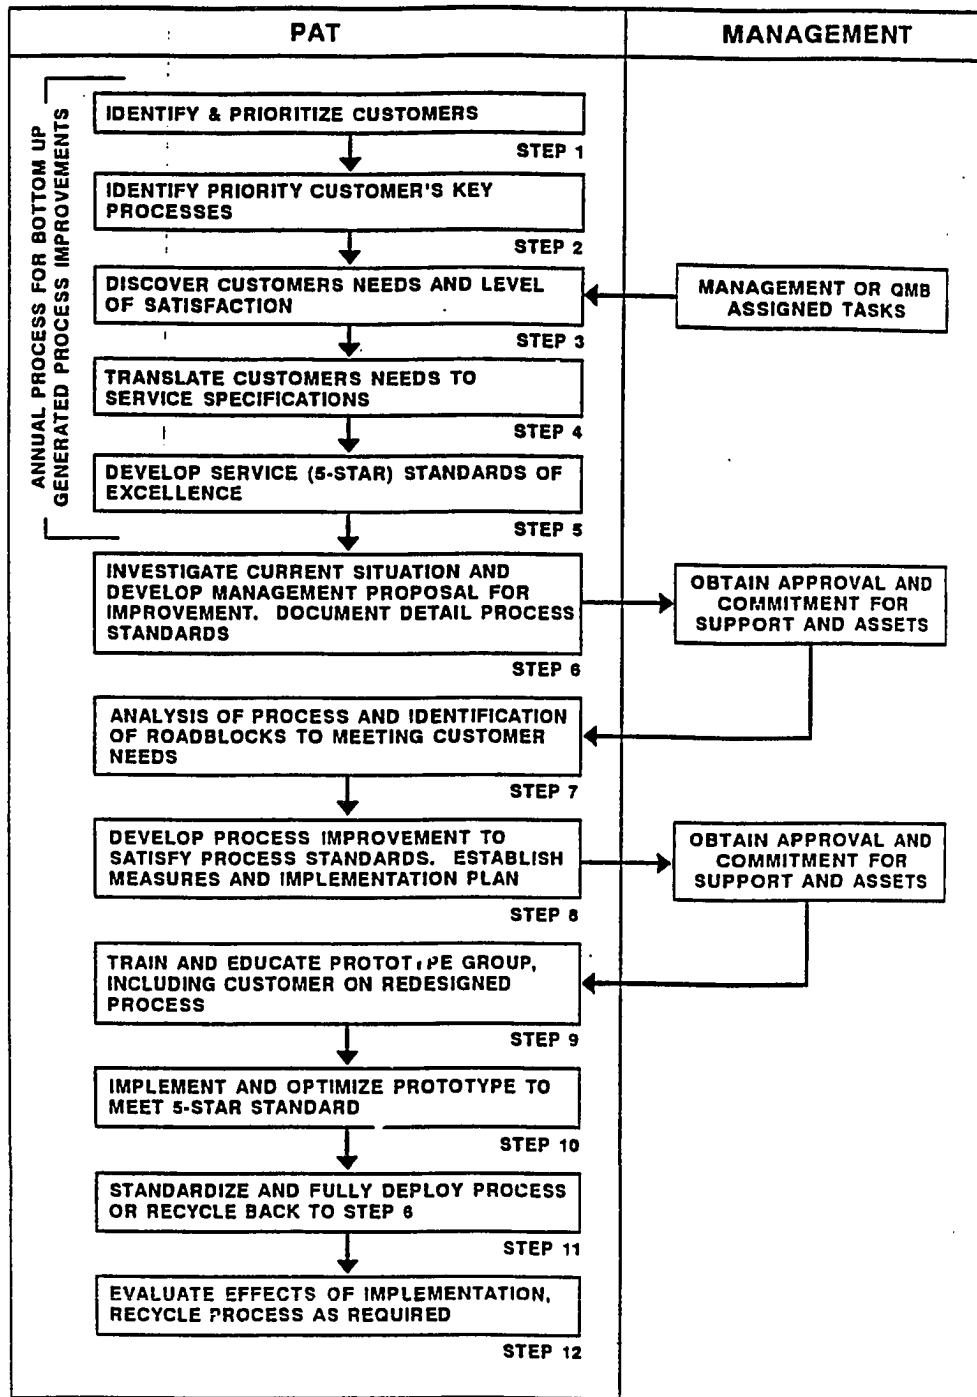 PAT
MANAGEMENT
ANNUAL PROCESS FOR BOTTOM UP
GENERATED PROCESS IMPROVEMENTS
IDENTIFY & PRIORITIZE CUSTOMERS
STEP 1
IDENTIFY PRIORITY CUSTOMER'S KEY
PROCESSES
STEP 2
DISCOVER CUSTOMERS NEEDS AND LEVEL
OF SATISFACTION
STEP 3
MANAGEMENT OR QMB
ASSIGNED TASKS
TRANSLATE CUSTOMERS NEEDS TO
SERVICE SPECIFICATIONS
STEP 4
DEVELOP SERVICE (5-STAR) STANDARDS OF
EXCELLENCE
STEP 5
INVESTIGATE CURRENT SITUATION AND
DEVELOP MANAGEMENT PROPOSAL FOR
IMPROVEMENT. DOCUMENT DETAIL PROCESS
STANDARDS
STEP 6
OBTAIN APPROVAL AND
COMMITMENT FOR
SUPPORT AND ASSETS
ANALYSIS OF PROCESS AND IDENTIFICATION
OF ROADBLOCKS TO MEETING CUSTOMER
NEEDS
STEP 7
DEVELOP PROCESS IMPROVEMENT TO
SATISFY PROCESS STANDARDS. ESTABLISH
MEASURES AND IMPLEMENTATION PLAN
STEP 8
OBTAIN APPROVAL AND
COMMITMENT FOR
SUPPORT AND ASSETS
TRAIN AND EDUCATE PROTOTYPE GROUP,
INCLUDING CUSTOMER ON REDESIGNED
PROCESS
STEP 9
IMPLEMENT AND OPTIMIZE PROTOTYPE TO
MEET 5-STAR STANDARD
STEP 10
STANDARDIZE AND FULLY DEPLOY PROCESS
OR RECYCLE BACK TO STEP 6
STEP 11
EVALUATE EFFECTS OF IMPLEMENTATION,
RECYCLE PROCESS AS REQUIRED
STEP 12